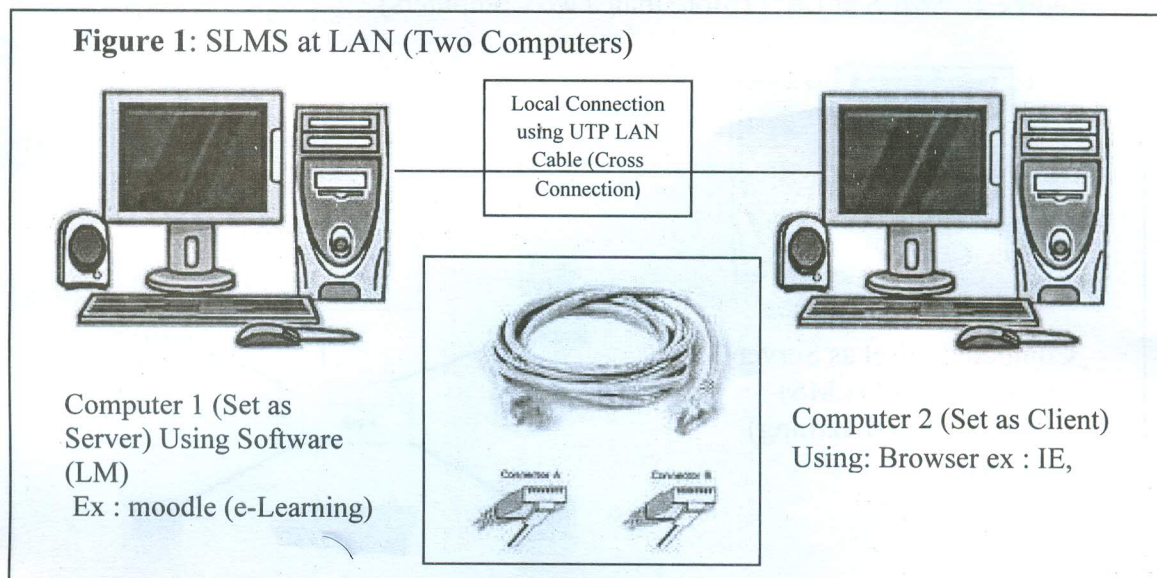 Figure 1: SLMS at LAN (Two Computers)
Local Connection
using UTP LAN
Cable (Cross
Connection)
Connector A
Connector B
Computer 1 (Set as
Server) Using Software
(LM)
Ex : moodle (e-Learning)
Computer 2 (Set as Client)
Using: Browser ex : IE,